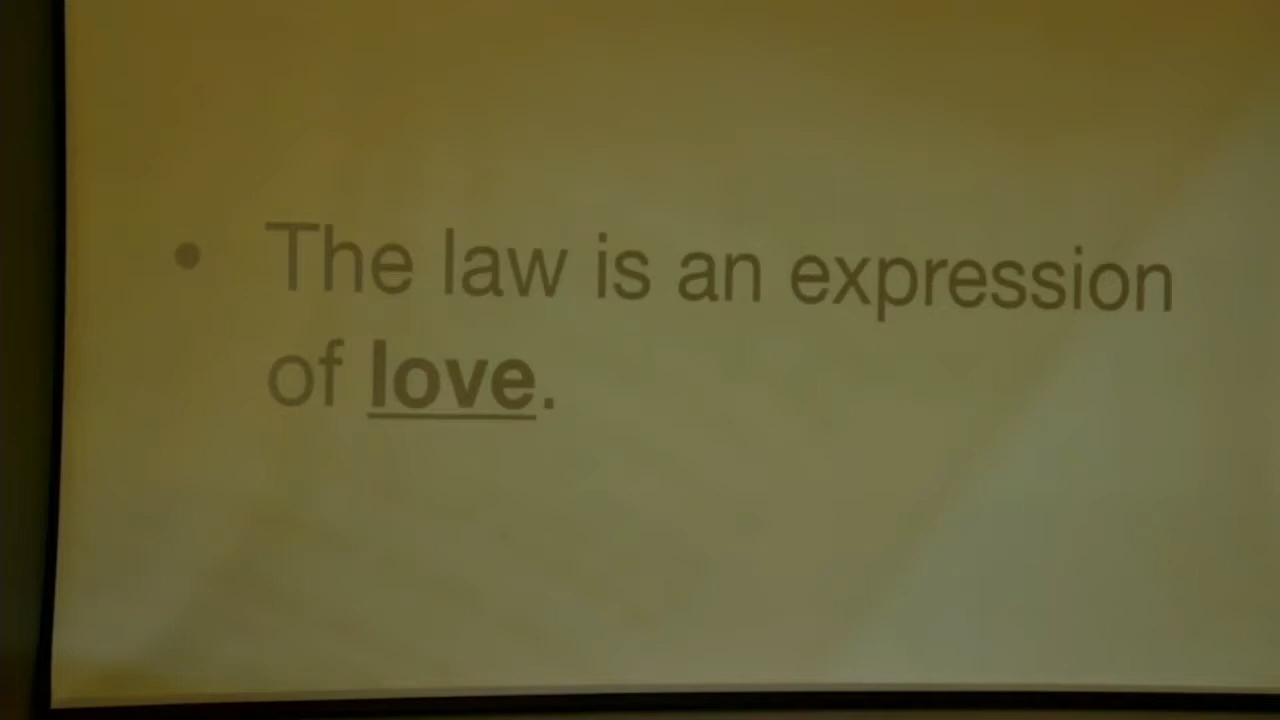 • The law is an expression
of love.